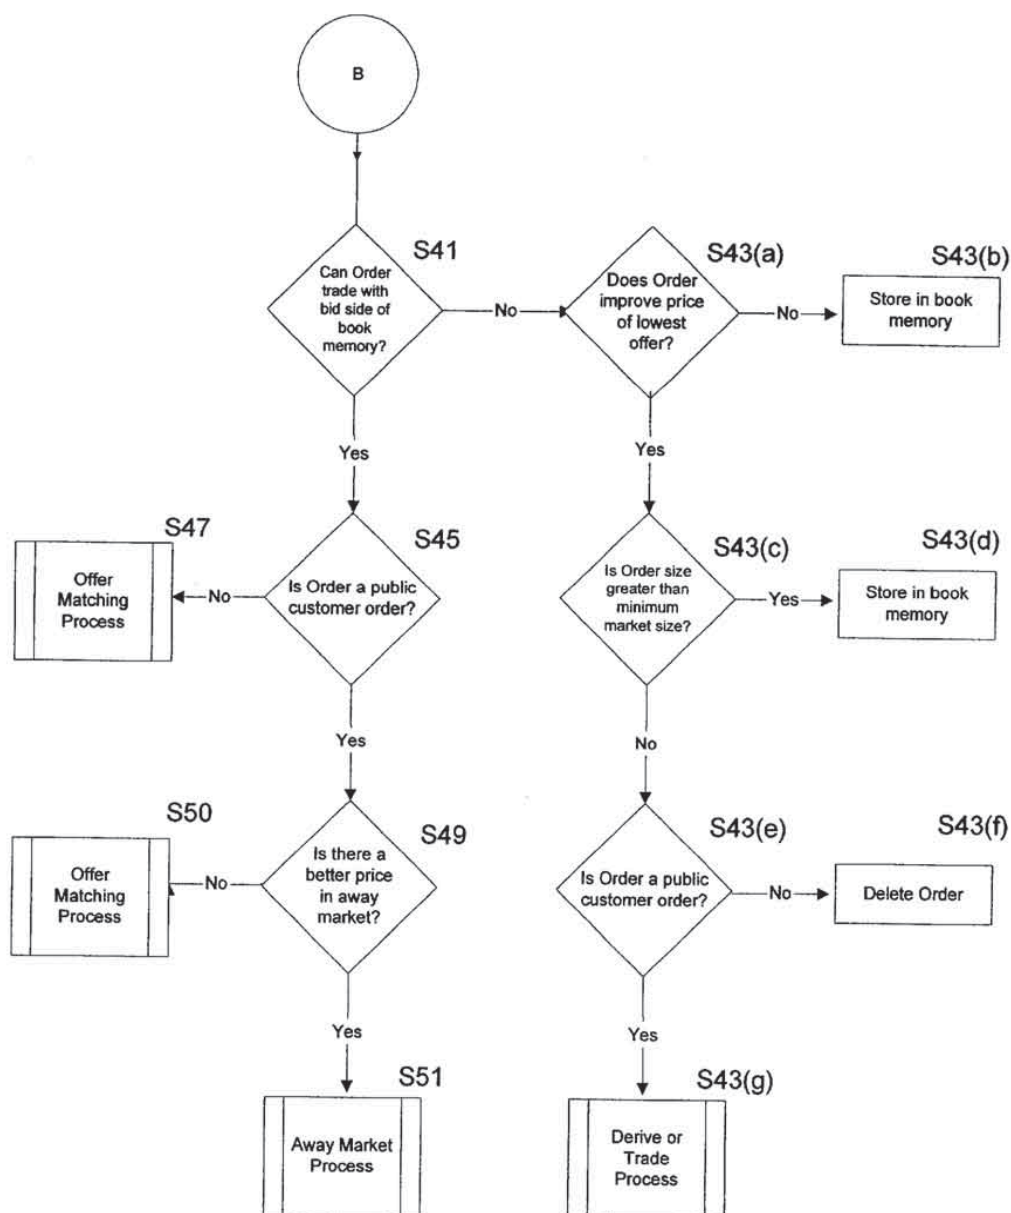 B
S41
Can Order
trade with
bid side of
book
memory?
No
S43(a)
Does Order
improve price
of lowest
offer?
No
S43(b)
Store in book
memory
Yes
Yes
S47
Offer
Matching
Process
No
S45
Is Order a public
customer order?
S43(c)
Is Order size
greater than
minimum
market size?
Yes
S43(d)
Store in book
memory
Yes
No
S50
Offer
Matching
Process
No
S49
Is there a
better price
in away
market?
S43(e)
Is Order a public
customer order?
No
S43(f)
Delete Order
Yes
Yes
S51
Away Market
Process
S43(g)
Derive or
Trade
Process